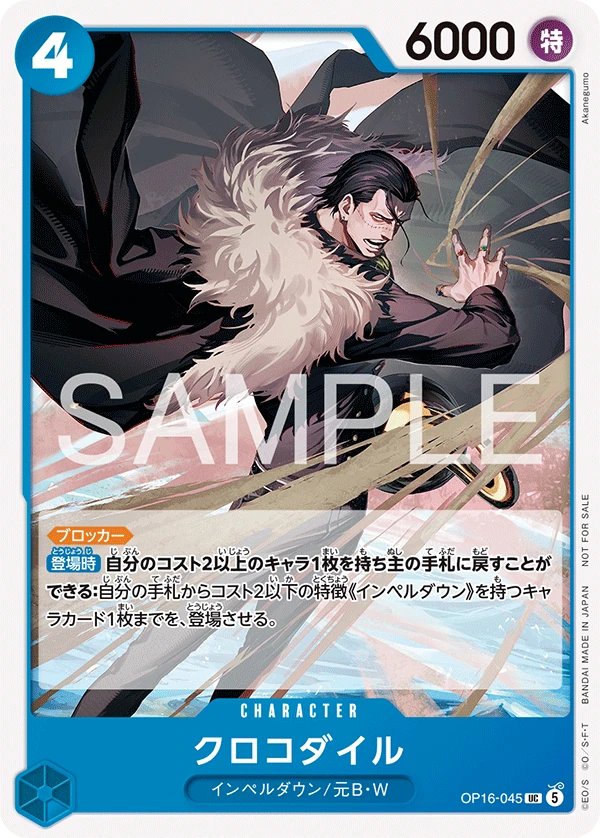 4
6000 特
Akanegumo
SAMPLE
ブロッカー
登場時 自分のコスト2以上のキャラ1枚を持ち主の手札に戻すことが
できる:自分の手札からコスト2以下の特徴《インペルダウン》を持つキャ
ラカード1枚までを、登場させる。
CHARACTER
クロコダイル
インペルダウン/元B・W
OP16-045 UC 5
©E.O/S ©O/S・F・T BANDAI MADE IN JAPAN NOT FOR SALE